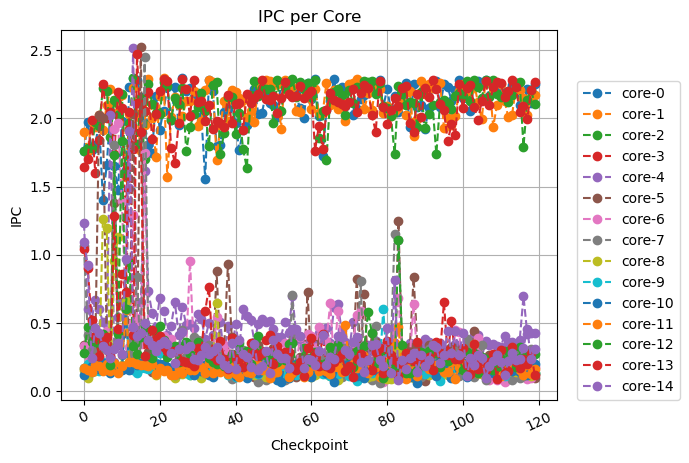 IPC per Core
2.5
2.0
1.5
1.0
0.5
0.0
IPC
0
20
40
60
80
100
120
Checkpoint
core-0
core-1
core-2
core-3
core-4
core-5
core-6
core-7
core-8
core-9
core-10
core-11
core-12
core-13
core-14